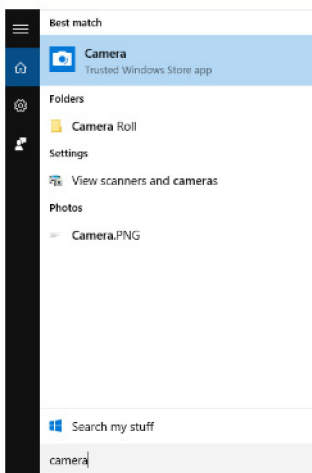 Best match
Camera
Trusted Windows Store app
Folders
Camera Roll
Settings
View scanners and cameras
Photos
Camera.PNG
Search my stuff
camera